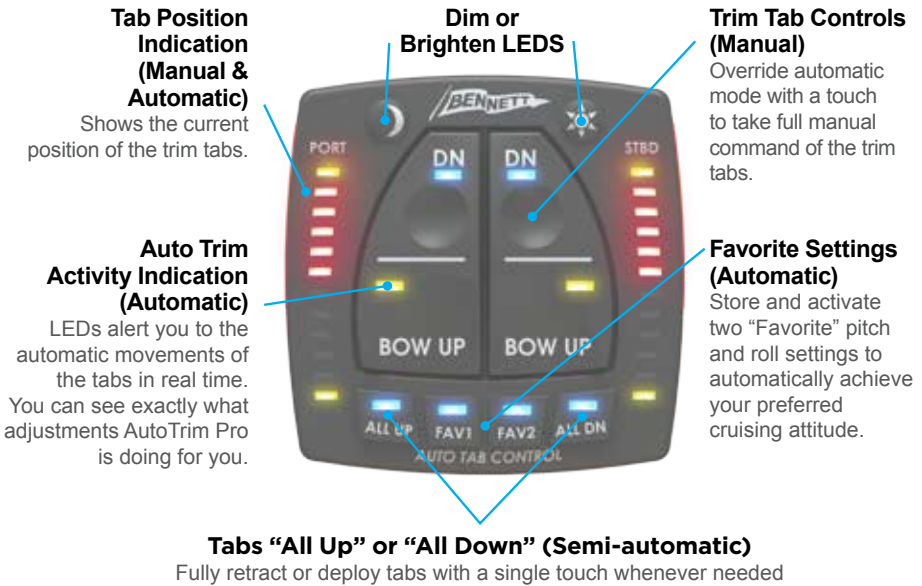 Tab Position
Indication
(Manual &
Automatic)
Shows the current
position of the trim tabs.
Dim or
Brighten LEDS
Trim Tab Controls
(Manual)
Override automatic
mode with a touch
to take full manual
command of the trim
tabs.
BENNETT
PORT
DN
DN
STBD
BOW UP
BOW UP
ALL UP
FAV1
FAV2
ALL DN
AUTO TAB CONTROL
Auto Trim
Activity Indication
(Automatic)
LEDs alert you to the
automatic movements of
the tabs in real time.
You can see exactly what
adjustments AutoTrim Pro
is doing for you.
Favorite Settings
(Automatic)
Store and activate
two “Favorite” pitch
and roll settings to
automatically achieve
your preferred
cruising attitude.
Tabs “All Up” or “All Down” (Semi-automatic)
Fully retract or deploy tabs with a single touch whenever needed